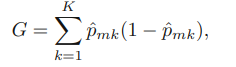 G = \sum_{k=1}^{K} \hat{p}_{mk}(1 - \hat{p}_{mk}),